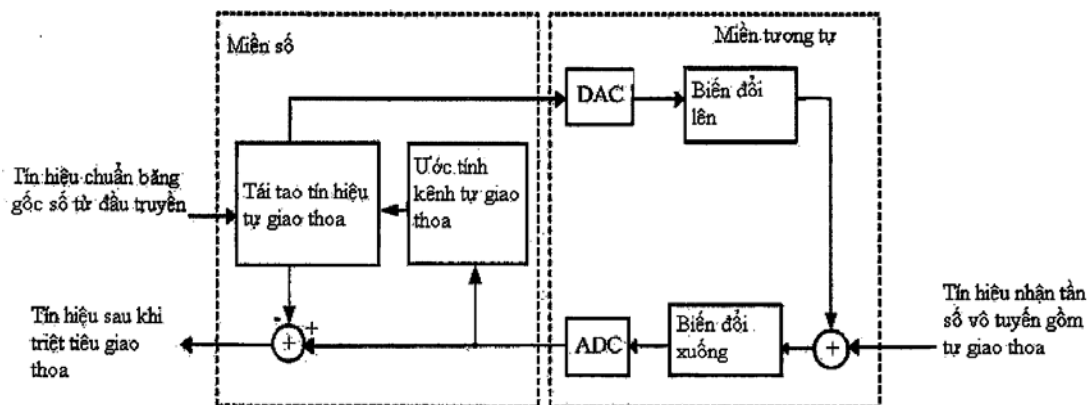 Miền số
Miền tương tự
DAC
Biến đổi
lên
Tín hiệu chuẩn băng
gốc số từ đầu truyền
Tái tạo tín hiệu
tự giao thoa
Ước tính
kênh tự giao
thoa
Tín hiệu sau khi
triệt tiêu giao
thoa
-
+
+
ADC
Biến đổi
xuống
+
Tín hiệu nhận tần
số vô tuyến gồm
tự giao thoa